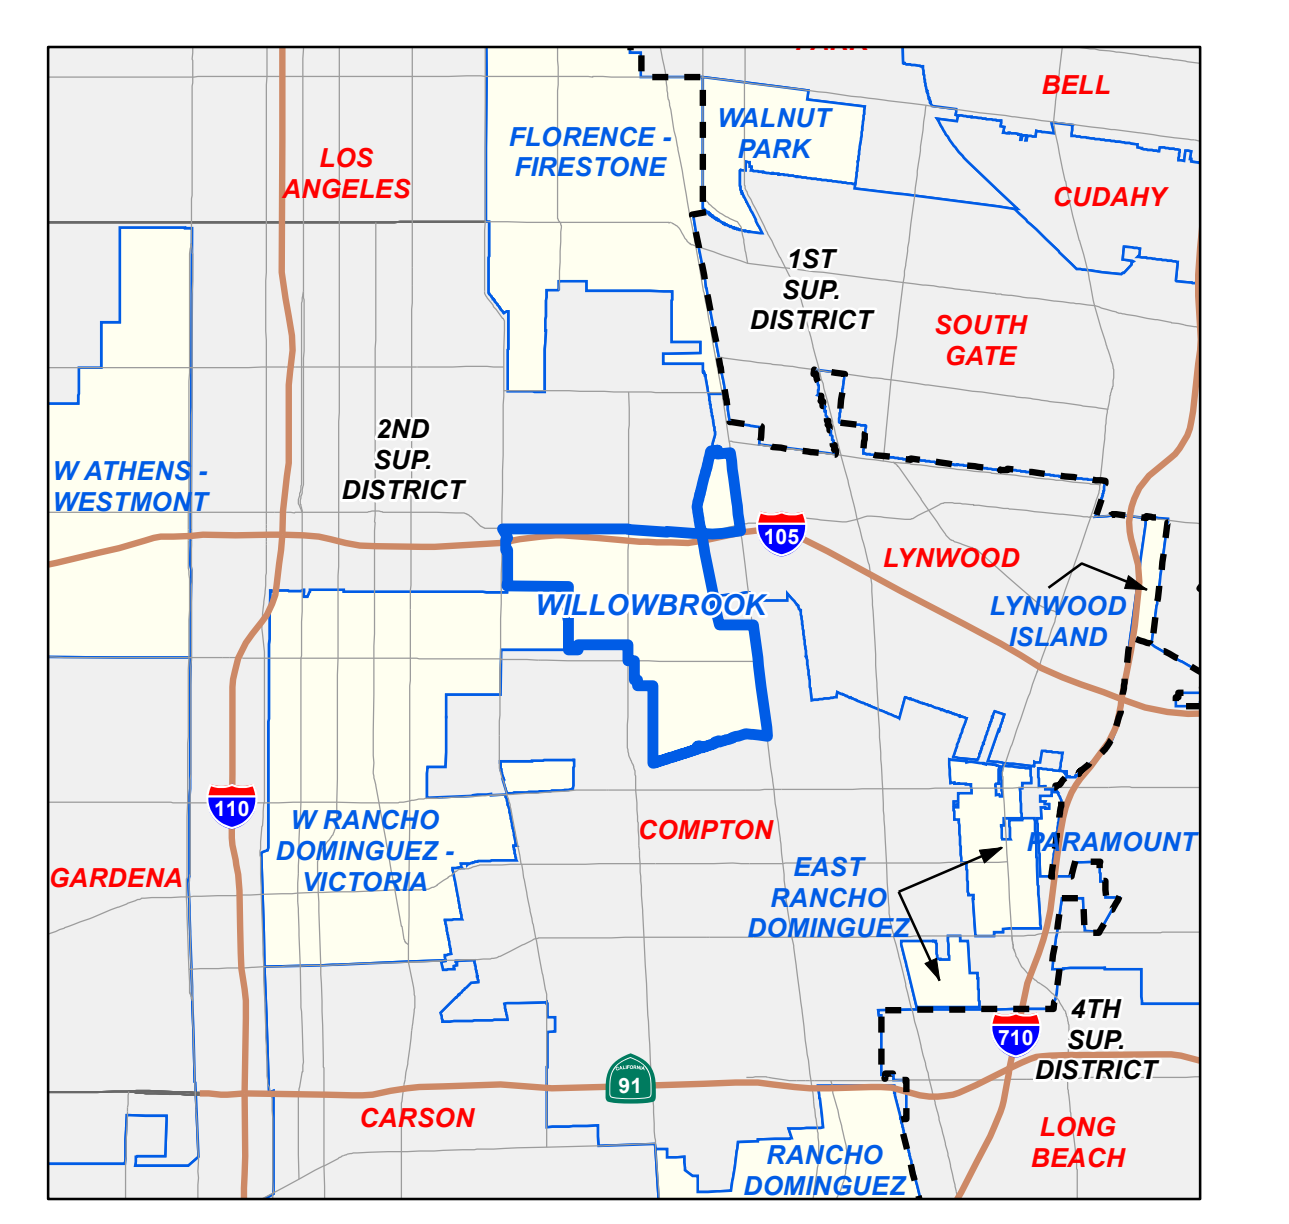 PARK
BELL
WALNUT
PARK
FLORENCE -
FIRESTONE
LOS
ANGELES
CUDAHY
1ST
SUP.
DISTRICT
SOUTH
GATE
2ND
SUP.
DISTRICT
W ATHENS -
WESTMONT
105
LYNWOOD
WILLOWBROOK
LYNWOOD
ISLAND
110
W RANCHO
DOMINGUEZ -
VICTORIA
COMPTON
PARAMOUNT
GARDENA
EAST
RANCHO
DOMINGUEZ
4TH
SUP.
DISTRICT
710
CALIFORNIA
91
CARSON
LONG
BEACH
RANCHO
DOMINGUEZ